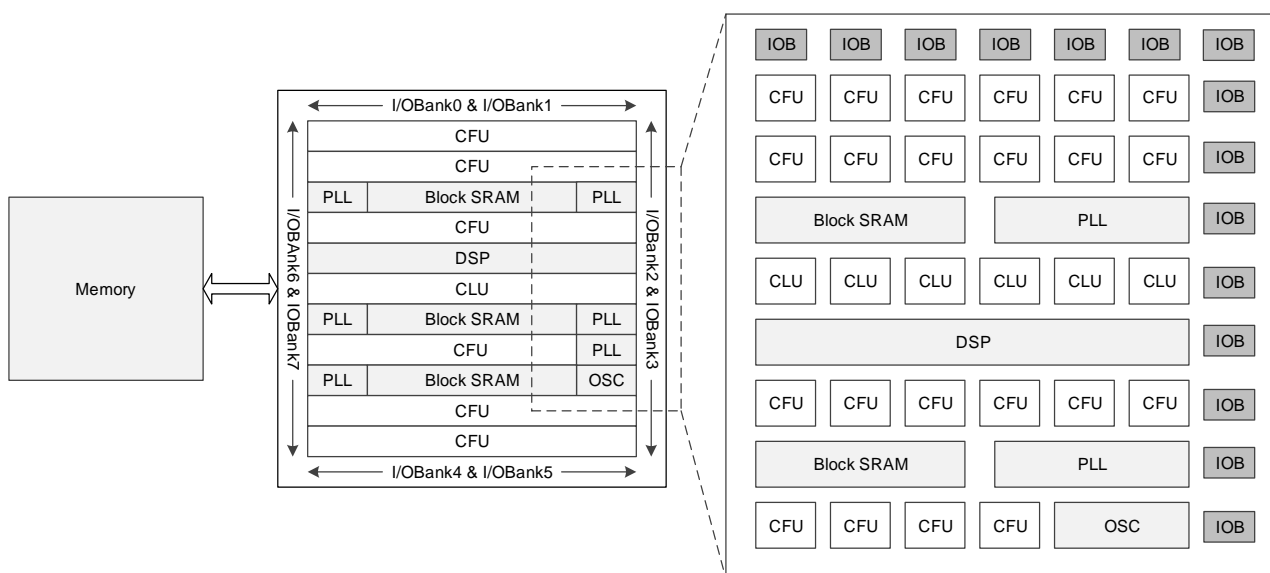 Memory
I/OBank0 & I/OBank1
I/OBAnk6 & IOBank7
CFU
CFU
PLL Block SRAM PLL
CFU
DSP
CLU
PLL Block SRAM PLL
CFU PLL
PLL Block SRAM OSC
CFU
CFU
I/OBank2 & IOBank3
I/OBank4 & I/OBank5
IOB IOB IOB IOB IOB IOB IOB
CFU CFU CFU CFU CFU CFU IOB
CFU CFU CFU CFU CFU CFU IOB
Block SRAM PLL IOB
CLU CLU CLU CLU CLU CLU IOB
DSP IOB
CFU CFU CFU CFU CFU CFU IOB
Block SRAM PLL IOB
CFU CFU CFU CFU OSC IOB